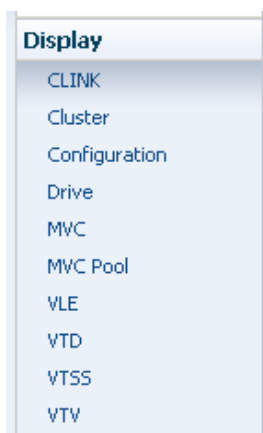 Display
CLINK
Cluster
Configuration
Drive
MVC
MVC Pool
VLE
VTD
VTSS
VTV